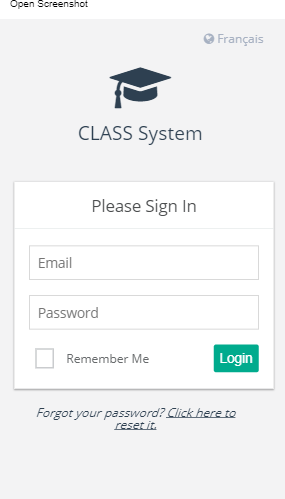 Open Screenshot
Français
CLASS System
Please Sign In
Email
Password
Remember Me
Login
Forgot your password? Click here to
reset it.